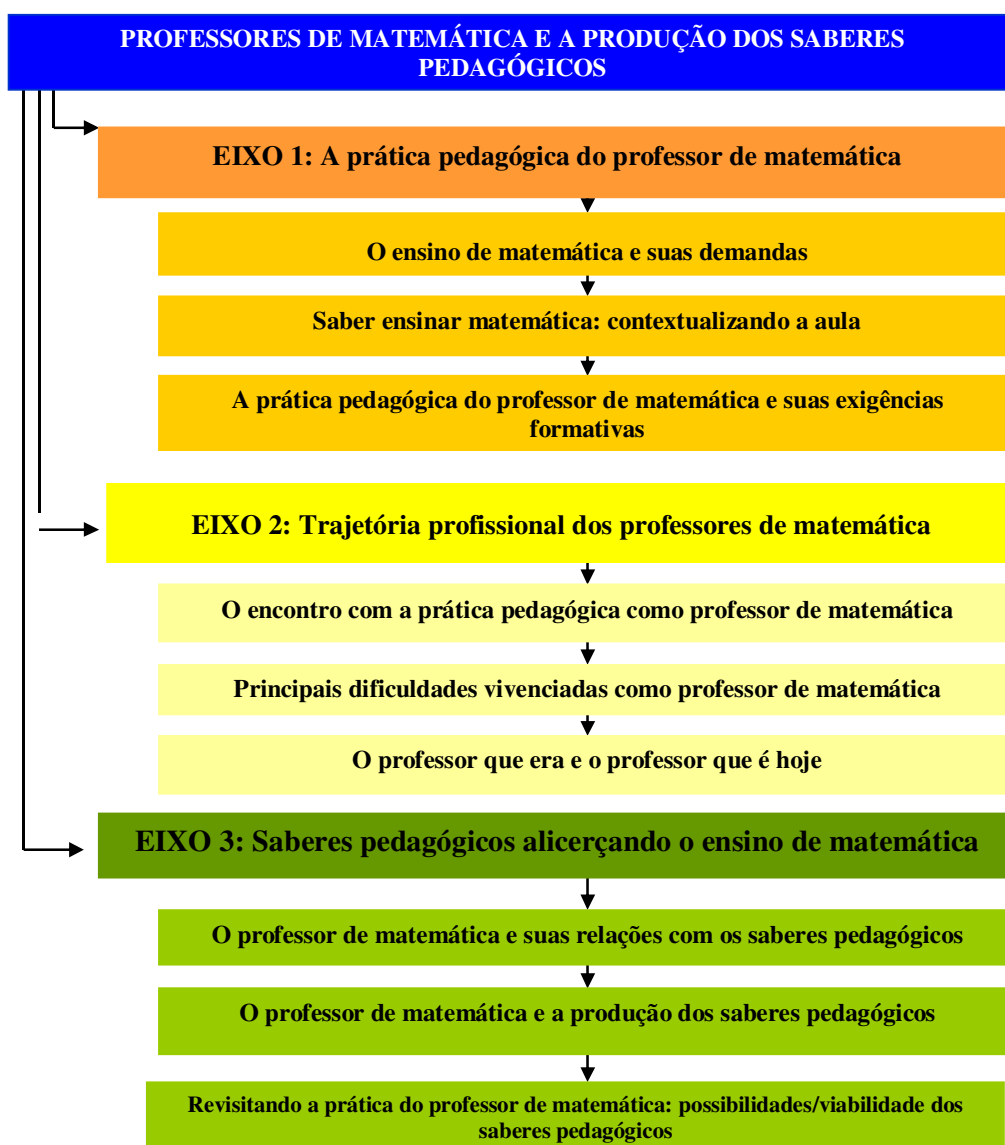 PROFESSORES DE MATEMÁTICA E A PRODUÇÃO DOS SABERES
PEDAGÓGICOS
EIXO 1: A prática pedagógica do professor de matemática
O ensino de matemática e suas demandas
Saber ensinar matemática: contextualizando a aula
A prática pedagógica do professor de matemática e suas exigências
formativas
EIXO 2: Trajetória profissional dos professores de matemática
O encontro com a prática pedagógica como professor de matemática
Principais dificuldades vivenciadas como professor de matemática
O professor que era e o professor que é hoje
EIXO 3: Saberes pedagógicos alicerçando o ensino de matemática
O professor de matemática e suas relações com os saberes pedagógicos
O professor de matemática e a produção dos saberes pedagógicos
Revisitando a prática do professor de matemática: possibilidades/viabilidade dos
saberes pedagógicos